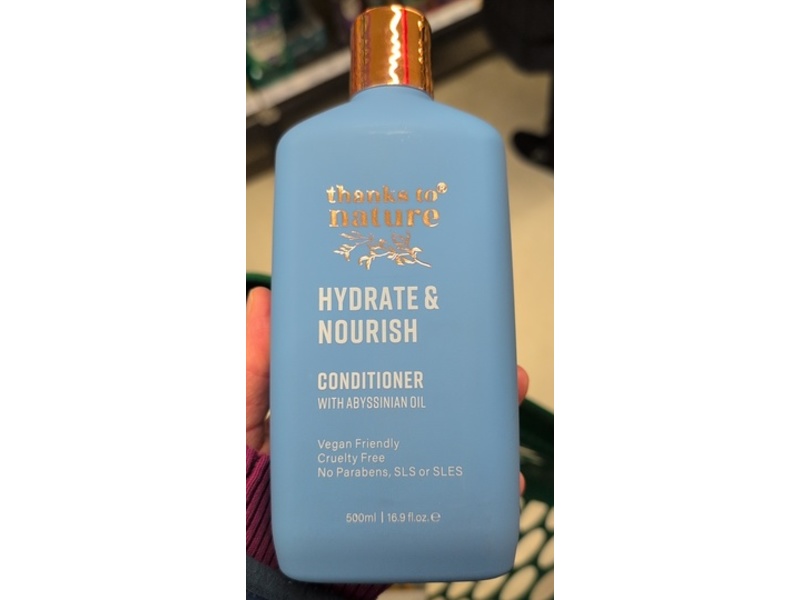 thanks to®
nature
HYDRATE &
NOURISH
CONDITIONER
WITH ABYSSINIAN OIL
Vegan Friendly
Cruelty Free
No Parabens, SLS or SLES
500ml | 16.9 fl.oz. ℮